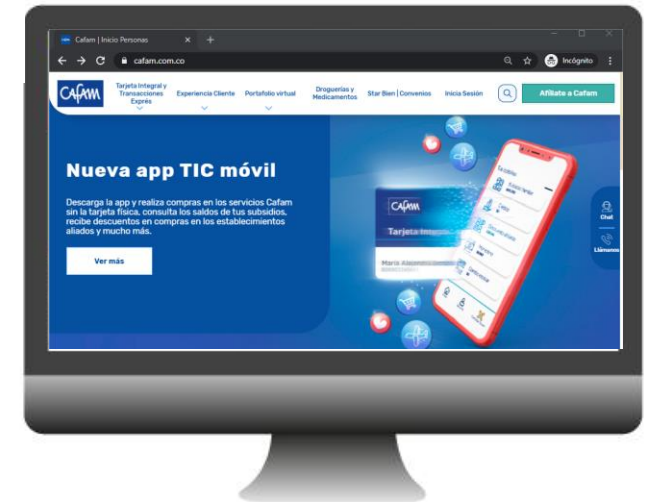 Cafam | Inicio Personas
cafam.com.co
Incógnito
CAfAM
Tarjeta Integral y
Transacciones
Exprés
Experiencia Cliente
Portafolio virtual
Droguerías y
Medicamentos
Star Bien | Convenios
Inicia Sesión
Afíliate a Cafam
Nueva app TIC móvil
Descarga la app y realiza compras en los servicios Cafam
sin la tarjeta física, consulta los saldos de tus subsidios,
recibe descuentos en compras en los establecimientos
aliados y mucho más.
Ver más
CAfAM
Tarjeta
Chat
Llámanos